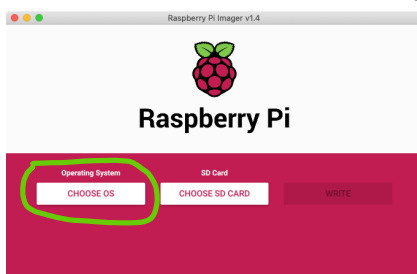 Raspberry Pi Imager v1.4
Raspberry Pi
Operating System
SD Card
CHOOSE OS
CHOOSE SD CARD
WRITE